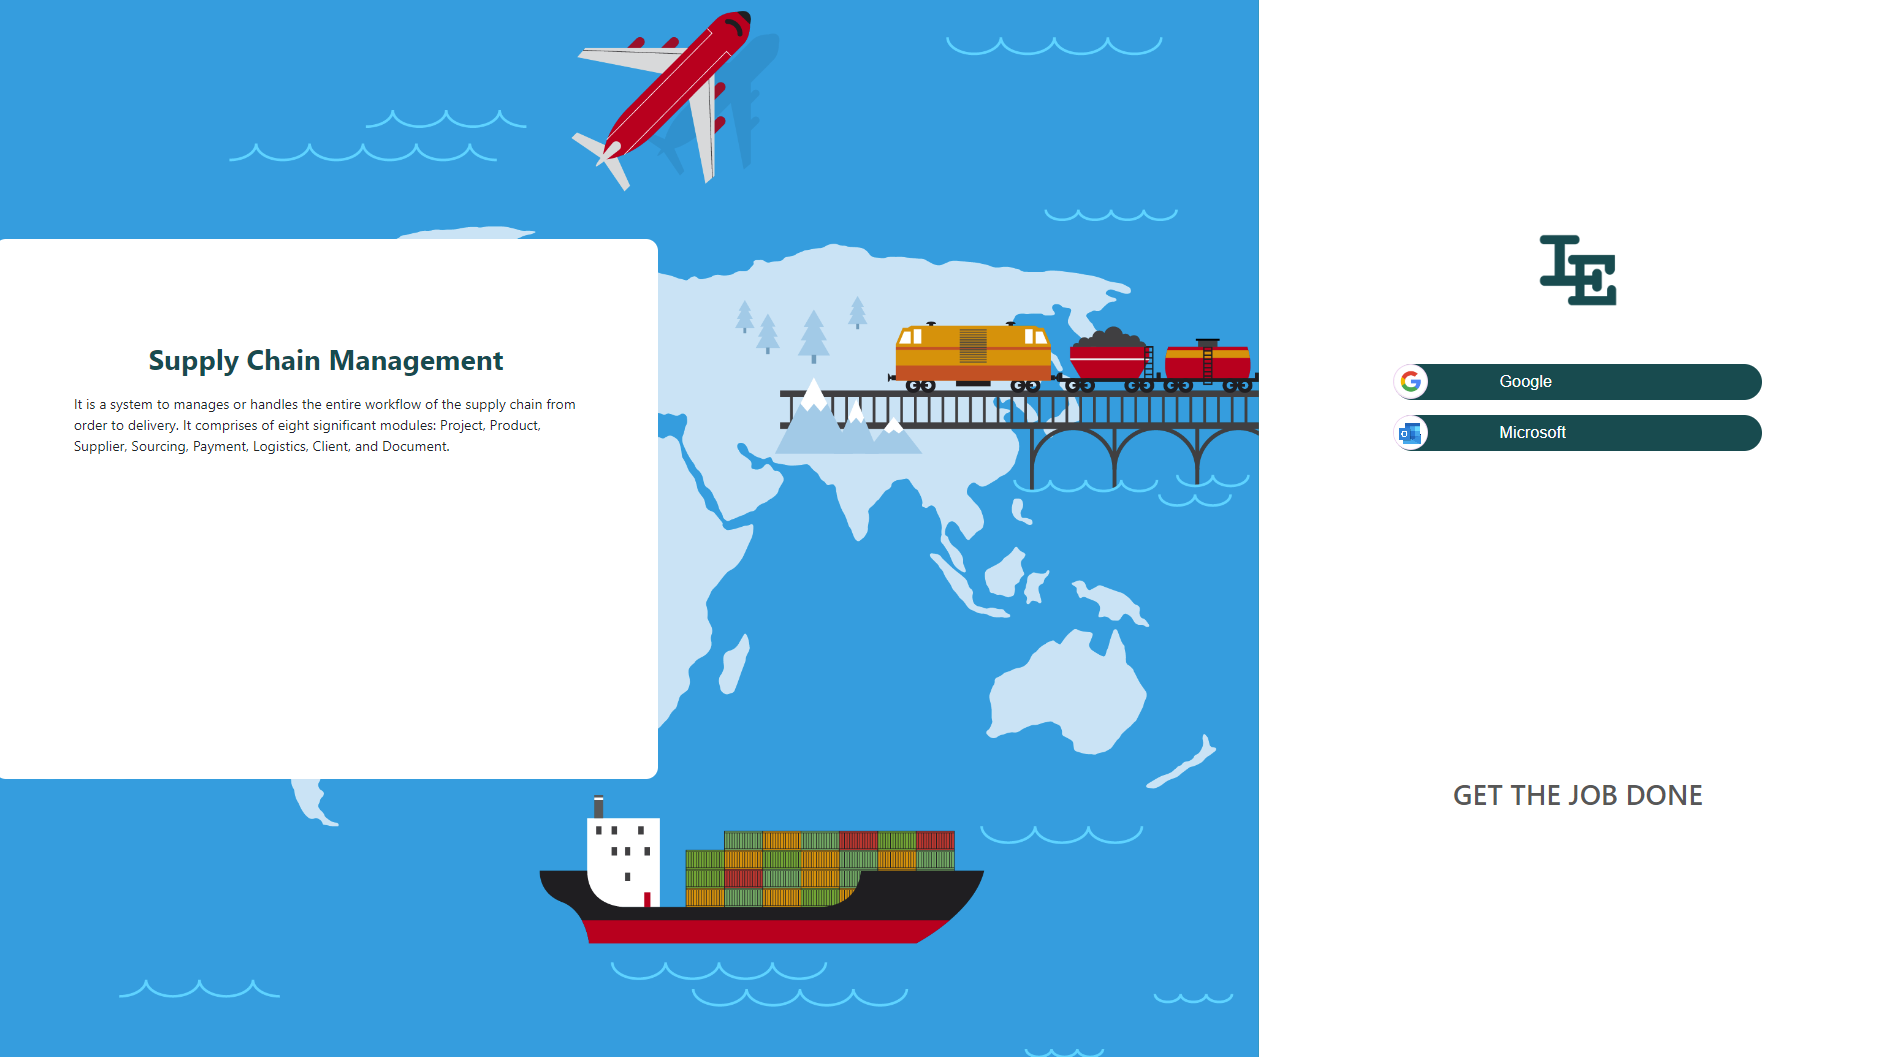 Supply Chain Management
It is a system to manages or handles the entire workflow of the supply chain from
order to delivery. It comprises of eight significant modules: Project, Product,
Supplier, Sourcing, Payment, Logistics, Client, and Document.
IE
Google
Microsoft
GET THE JOB DONE